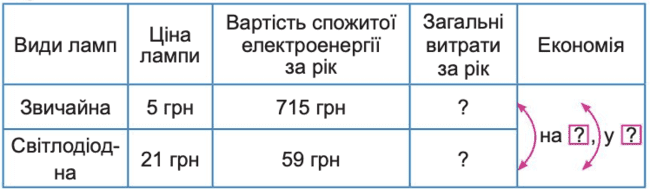 Види ламп
Ціна
лампи
Вартість спожитої
електроенергії
за рік
Загальні
витрати
за рік
Економія
Звичайна
5 грн
715 грн
?
Світлодіод-
на
21 грн
59 грн
?
на ?, у ?